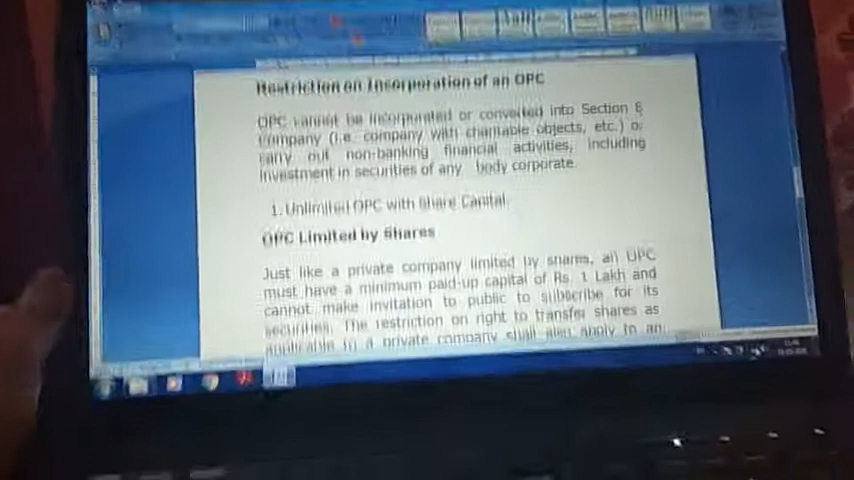 Restriction on Incorporation of an OPC
OPC cannot be incorporated or converted into Section 8
Company (i.e. company with charitable objects, etc.) or
carry out non-banking financial activities, including
investment in securities of any body corporate.
1. Unlimited OPC with Share Capital
OPC Limited by Shares
Just like a private company limited by shares, an OPC
must have a minimum paid-up capital of Rs. 1 Lakh and
cannot make invitation to public to subscribe for its
securities. The restriction on right to transfer shares as
applicable to a private company shall also apply to an